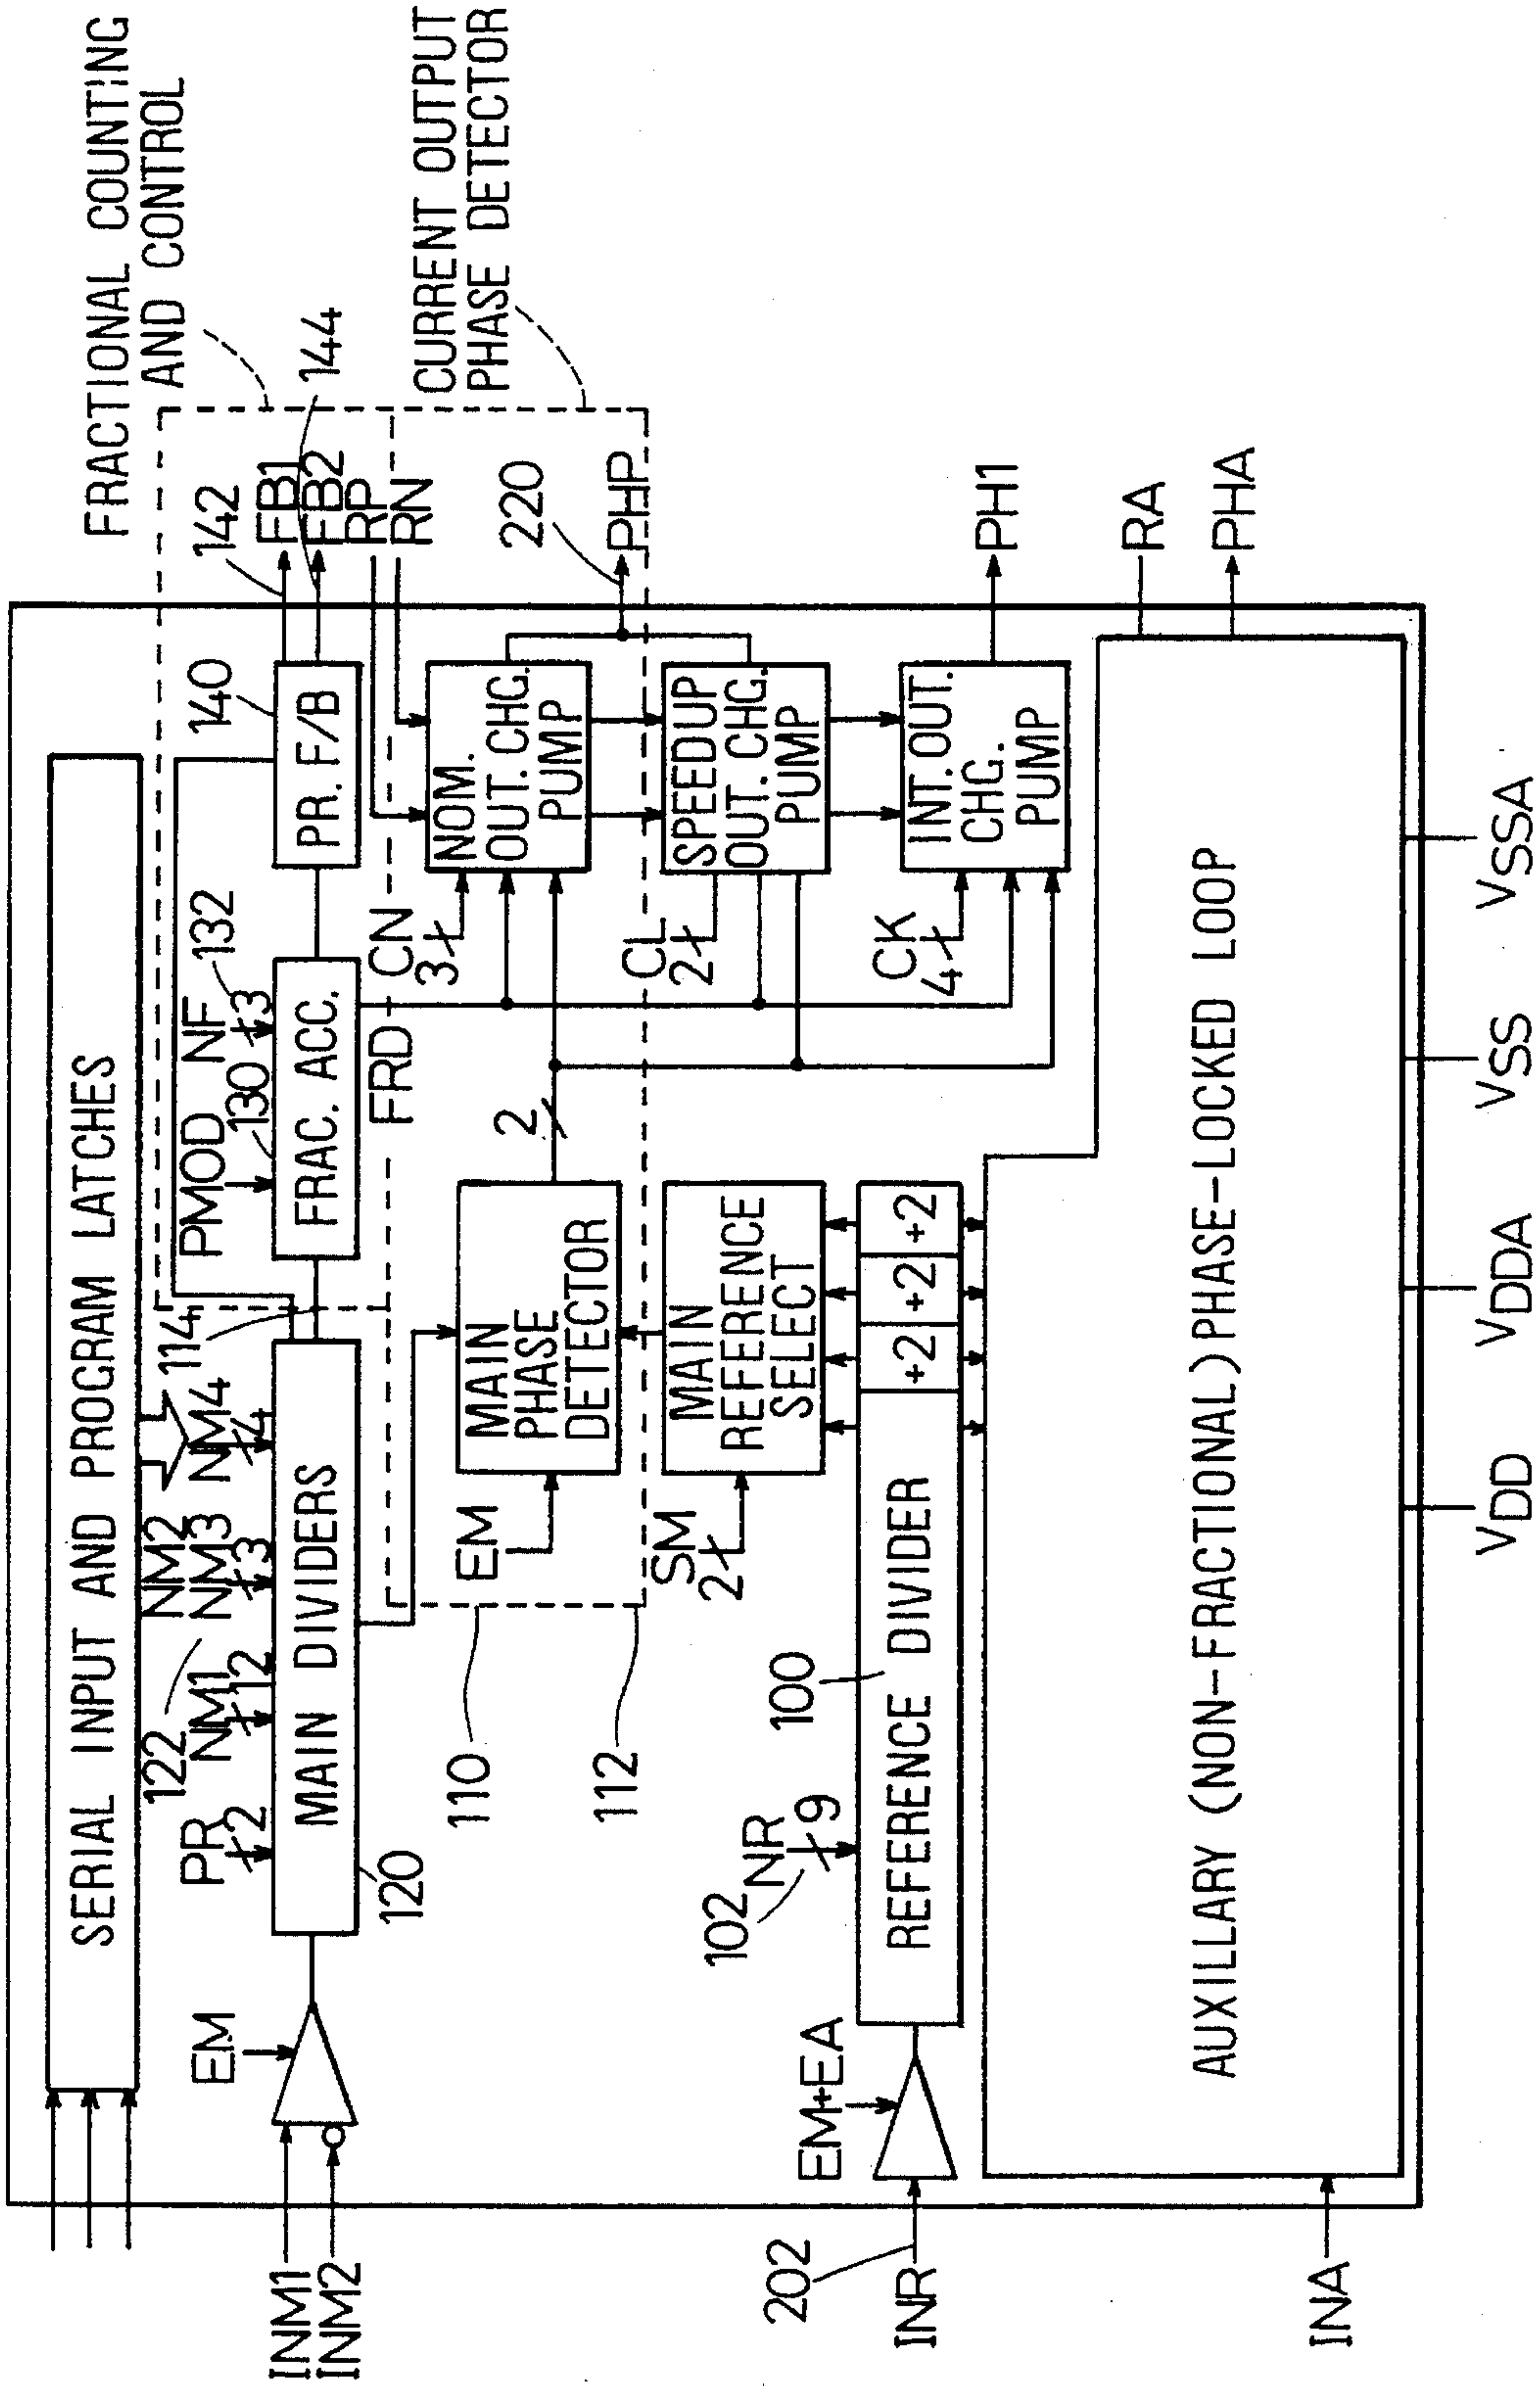 FRACTIONAL COUNTING
AND CONTROL
CURRENT OUTPUT
PHASE DETECTOR
SERIAL INPUT AND PROGRAM LATCHES
EM
INM1
INM2
PR
2
122
NM1
12
NM2
NM3
3
NM4
4
114
PMOD
NF
130
3
132
140
142
144
FB1
FB2
RP
RN
MAIN DIVIDERS
120
FRAC. ACC.
PR. F/B
FRD
CN
3
NOM.
OUT. CHG.
PUMP
220
PHP
110
EM
MAIN
PHASE
DETECTOR
2
112
SM
2
MAIN
REFERENCE
SELECT
CL
2
SPEED UP
OUT. CHG.
PUMP
CK
4
INT. OUT.
CHG.
PUMP
PH1
202
INR
EM+EA
102
NR
9
100
REFERENCE DIVIDER
+2
+2
+2
INA
AUXILLARY (NON-FRACTIONAL) PHASE-LOCKED LOOP
RA
PHA
VDD
VDDA
VSS
VSSA